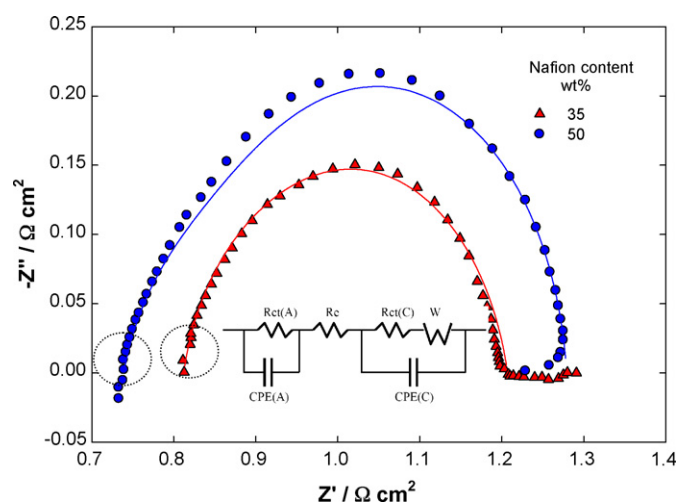 0.25
0.20
0.15
0.10
0.05
0.00
-0.05
-Z'' / Ω cm²
Nafion content
wt%
35
50
Rct(A)
Re
Rct(C)
W
CPE(A)
CPE(C)
0.7 0.8 0.9 1.0 1.1 1.2 1.3 1.4
Z' / Ω cm²